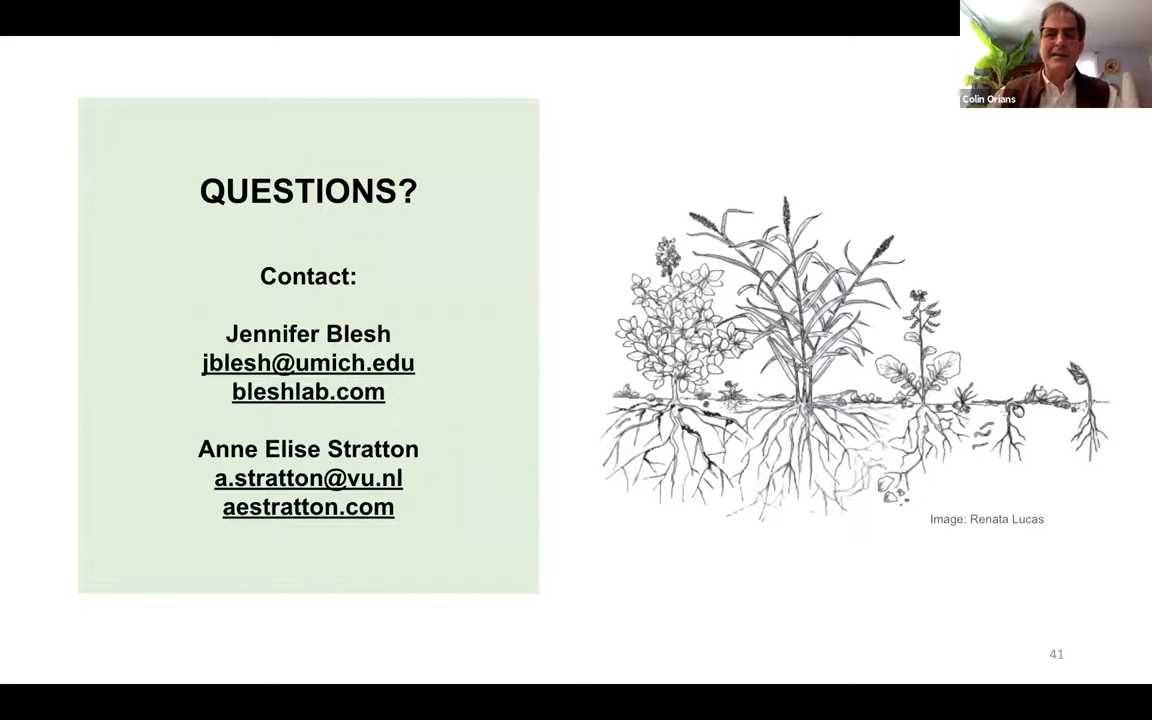 Colin Orians
QUESTIONS?
Contact:
Jennifer Blesh
jblesh@umich.edu
bleshlab.com
Anne Elise Stratton
a.stratton@vu.nl
aestratton.com
Image: Renata Lucas
41